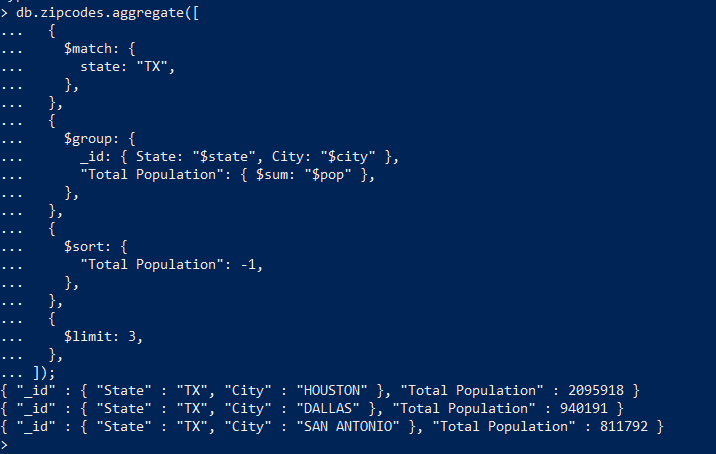 > db.zipcodes.aggregate([
...   {
...     $match: {
...       state: "TX",
...     },
...   },
...   {
...     $group: {
...       _id: { State: "$state", City: "$city" },
...       "Total Population": { $sum: "$pop" },
...     },
...   },
...   {
...     $sort: {
...       "Total Population": -1,
...     },
...   },
...   {
...     $limit: 3,
...   },
... ]);
{ "_id" : { "State" : "TX", "City" : "HOUSTON" }, "Total Population" : 2095918 }
{ "_id" : { "State" : "TX", "City" : "DALLAS" }, "Total Population" : 940191 }
{ "_id" : { "State" : "TX", "City" : "SAN ANTONIO" }, "Total Population" : 811792 }
>